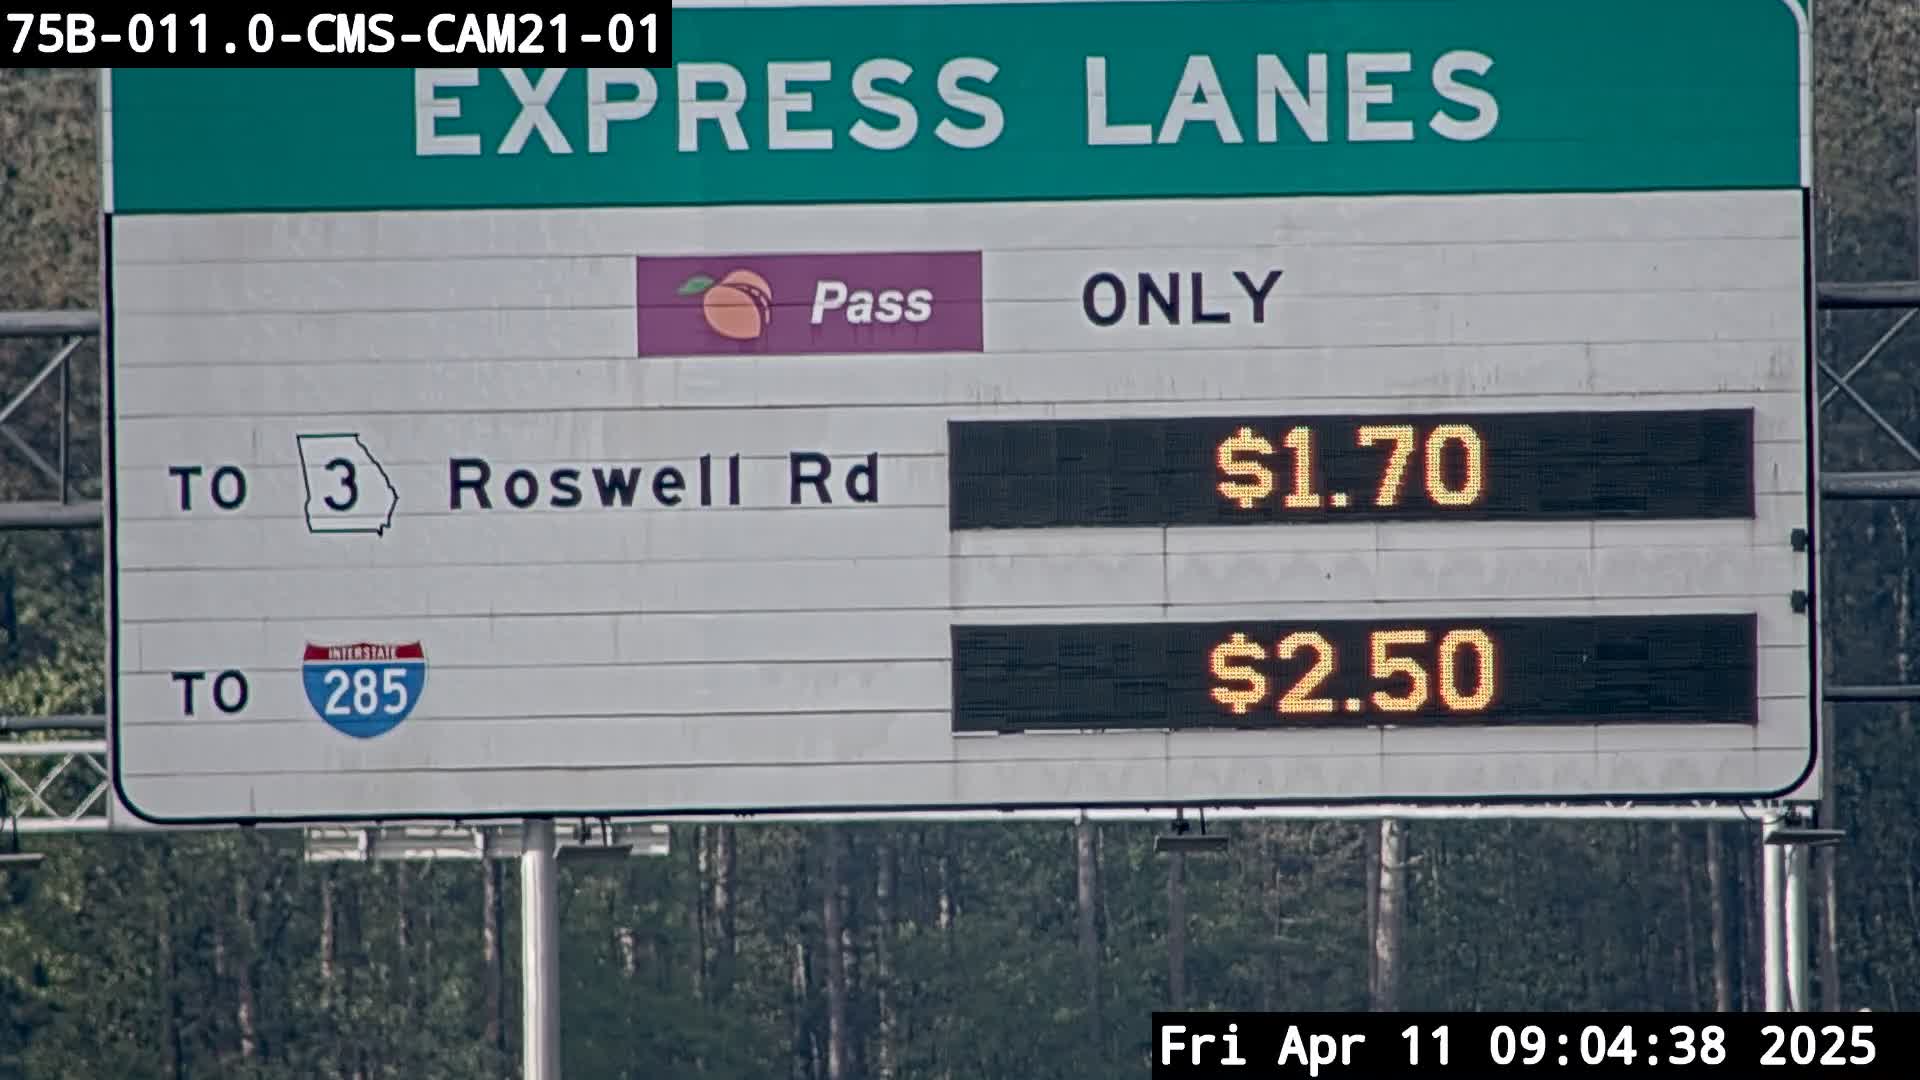 75B-011.0-CMS-CAM21-01
EXPRESS LANES
Pass ONLY
TO 3 Roswell Rd $1.70
INTERSTATE
TO 285 $2.50
Fri Apr 11 09:04:38 2025